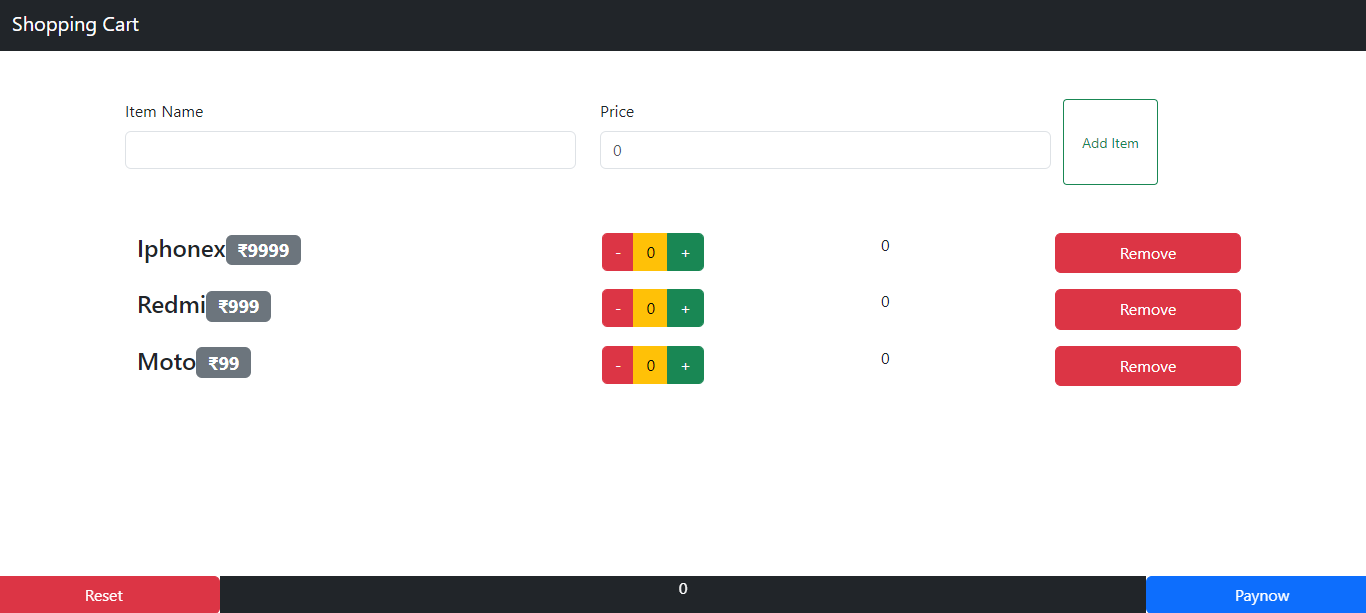 Shopping Cart
Item Name Price
0 Add Item
Iphonex ₹9999 - 0 + 0 Remove
Redmi ₹999 - 0 + 0 Remove
Moto ₹99 - 0 + 0 Remove
Reset 0 Paynow